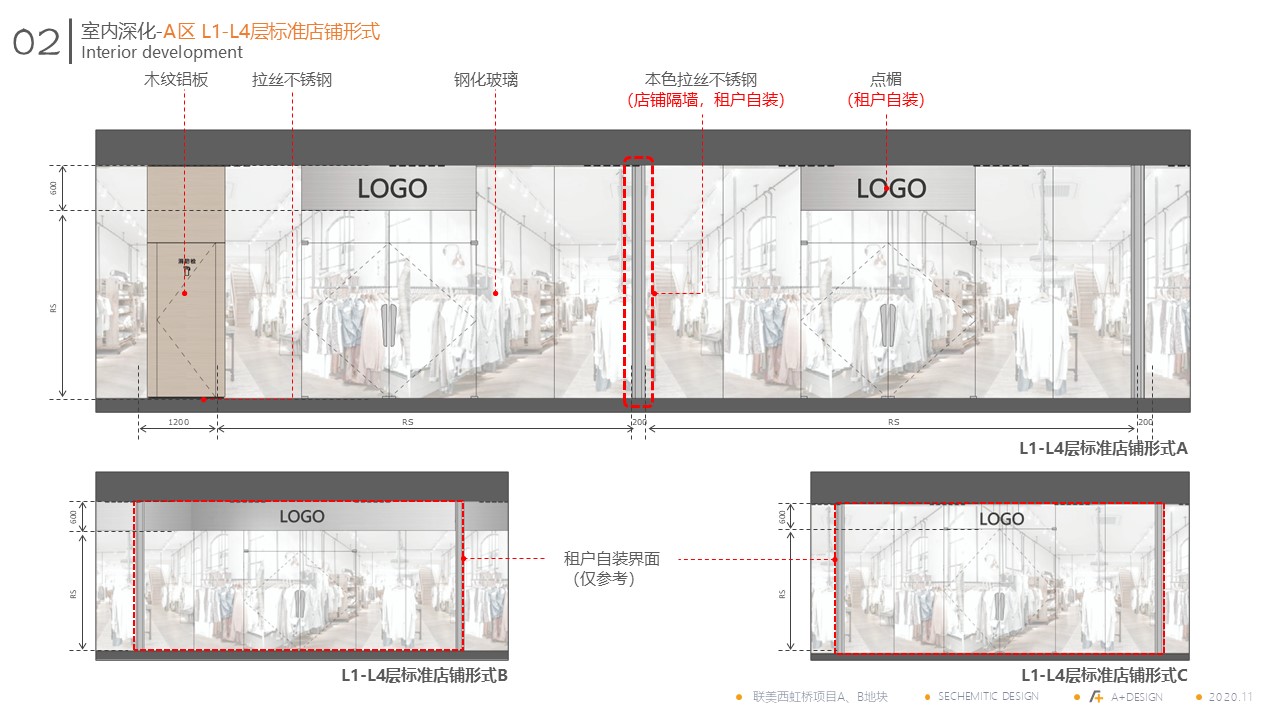 02
室内深化-A区 L1-L4层标准店铺形式
Interior development
木纹铝板
拉丝不锈钢
钢化玻璃
本色拉丝不锈钢
(店铺隔墙，租户自装)
点楣
(租户自装)
600
LOGO
LOGO
消防栓
RS
1200
RS
200
RS
200
L1-L4层标准店铺形式A
600
LOGO
RS
L1-L4层标准店铺形式B
租户自装界面
(仅参考)
600
LOGO
RS
L1-L4层标准店铺形式C
联美西虹桥项目A、B地块
SECHEMITIC DESIGN
A+DESIGN
2020.11